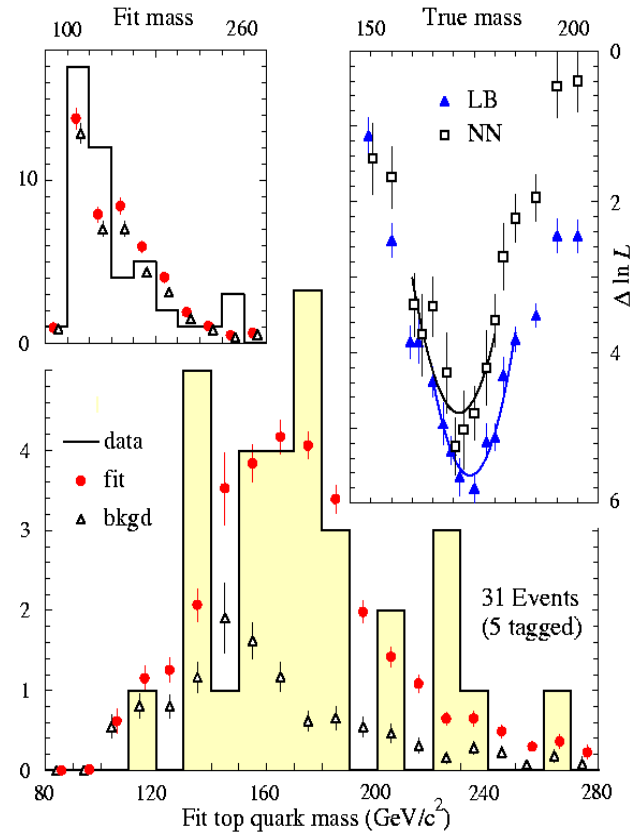 Fit mass
100
260
10
0
True mass
150
200
LB
NN
0
2
4
6
Δ ln L
data
fit
bkgd
31 Events
(5 tagged)
4
3
2
1
0
80
120
160
200
240
280
Fit top quark mass (GeV/c²)